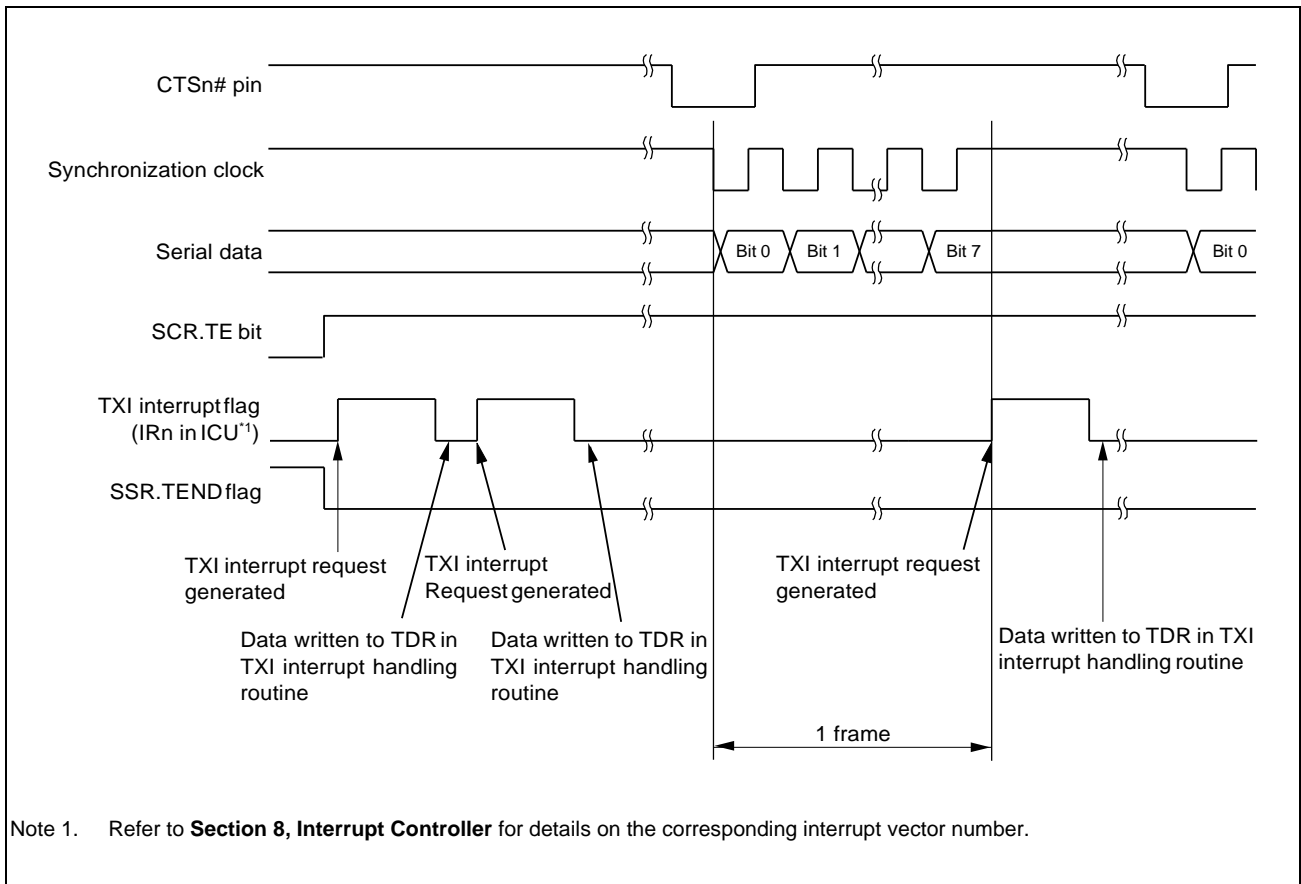 CTSn# pin
Synchronization clock
Serial data
Bit 0
Bit 1
Bit 7
Bit 0
SCR.TE bit
TXI interrupt flag
(IRn in ICU*1)
SSR.TEND flag
TXI interrupt request
generated
TXI interrupt
Request generated
TXI interrupt request
generated
Data written to TDR in
TXI interrupt handling
routine
Data written to TDR in
TXI interrupt handling
routine
Data written to TDR in TXI
interrupt handling routine
1 frame
Note 1. Refer to Section 8, Interrupt Controller for details on the corresponding interrupt vector number.